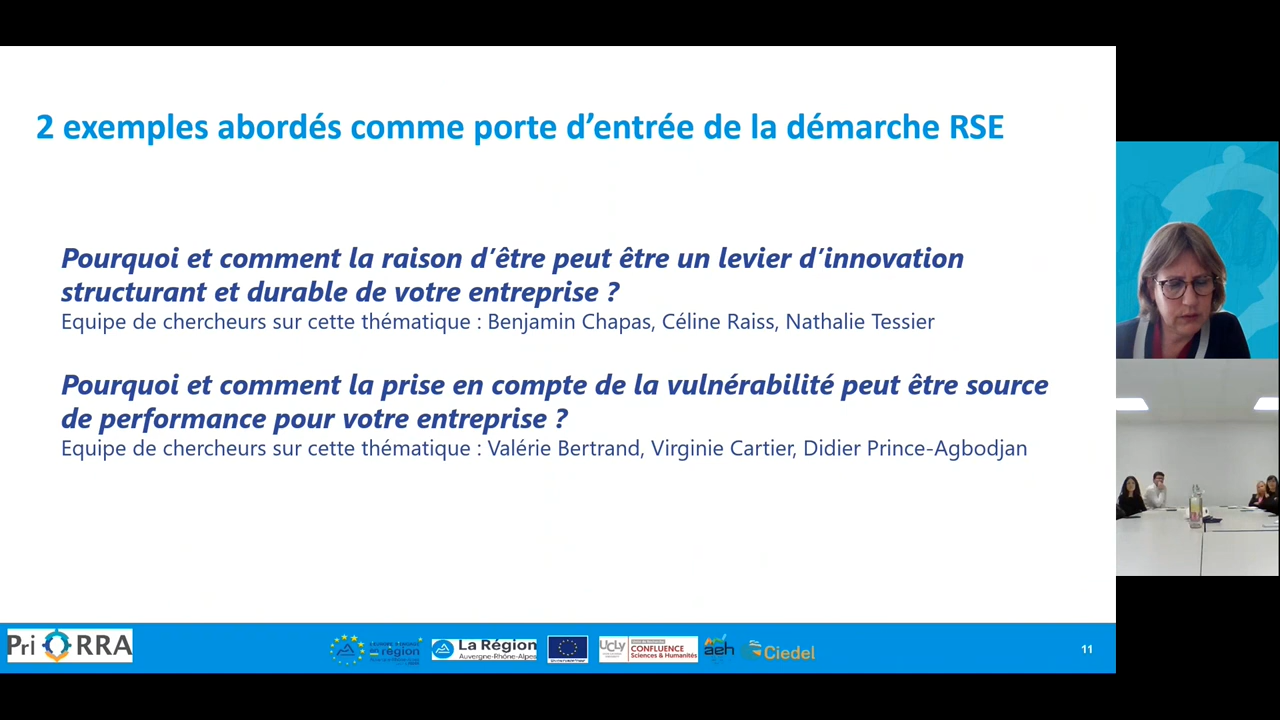 2 exemples abordés comme porte d’entrée de la démarche RSE
Pourquoi et comment la raison d’être peut être un levier d’innovation
structurant et durable de votre entreprise ?
Equipe de chercheurs sur cette thématique : Benjamin Chapas, Céline Raiss, Nathalie Tessier
Pourquoi et comment la prise en compte de la vulnérabilité peut être source
de performance pour votre entreprise ?
Equipe de chercheurs sur cette thématique : Valérie Bertrand, Virginie Cartier, Didier Prince-Agbodjan
Pri RRA
La Région
Auvergne-Rhône-Alpes
UCLy
CONFLUENCE
Sciences & Humanités
aeh
Ciedel
11